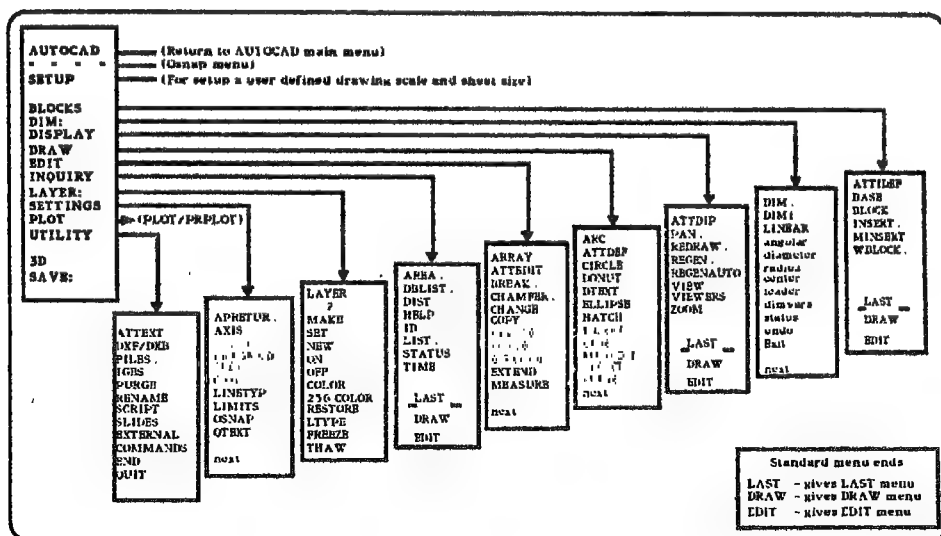 AUTOCAD
(Return to AUTOCAD main menu)
* * * *
(Osnap menu)
SETUP
(For setup a user defined drawing scale and sheet size)
BLOCKS
DIM:
DISPLAY
DRAW
EDIT
INQUIRY
LAYER:
SETTINGS
PLOT
(PLOT/PRPLOT)
UTILITY
3D
SAVE:
ATTEXT
DXF/DXB
FILES.
IGES
PURGE
RENAME
SCRIPT
SLIDES
EXTERNAL
COMMANDS
END
QUIT
APRETUR.
AXIS
LINETYP
LIMITS
OSNAP
QTEXT
next
LAYER
?
MAKE
SET
NEW
ON
OFF
COLOR
256 COLOR
RESTORE
LTYPE
FREEZE
THAW
AREA.
DBLIST.
DIST
HELP
ID
LIST.
STATUS
TIME
LAST
DRAW
EDIT
ARRAY
ATTEDIT
BREAK.
CHAMFER.
CHANGE
COPY
EXTEND
MEASURE
next
ARC
ATTDEF
CIRCLE
DONUT
DTEXT
ELLIPSE
HATCH
next
ATTDIP
PAN.
REDRAW.
REGEN.
REGENAUTO
VIEW
VIEWERS
ZOOM
LAST
DRAW
EDIT
DIM.
DIM1
LINEAR
angular
diameter
radius
center
leader
dimvars
status
undo
Exit
next
ATTDEF
BASE
BLOCK
INSERT.
MINSERT
WBLOCK.
LAST
DRAW
EDIT
Standard menu ends
LAST - gives LAST menu
DRAW - gives DRAW menu
EDIT - gives EDIT menu